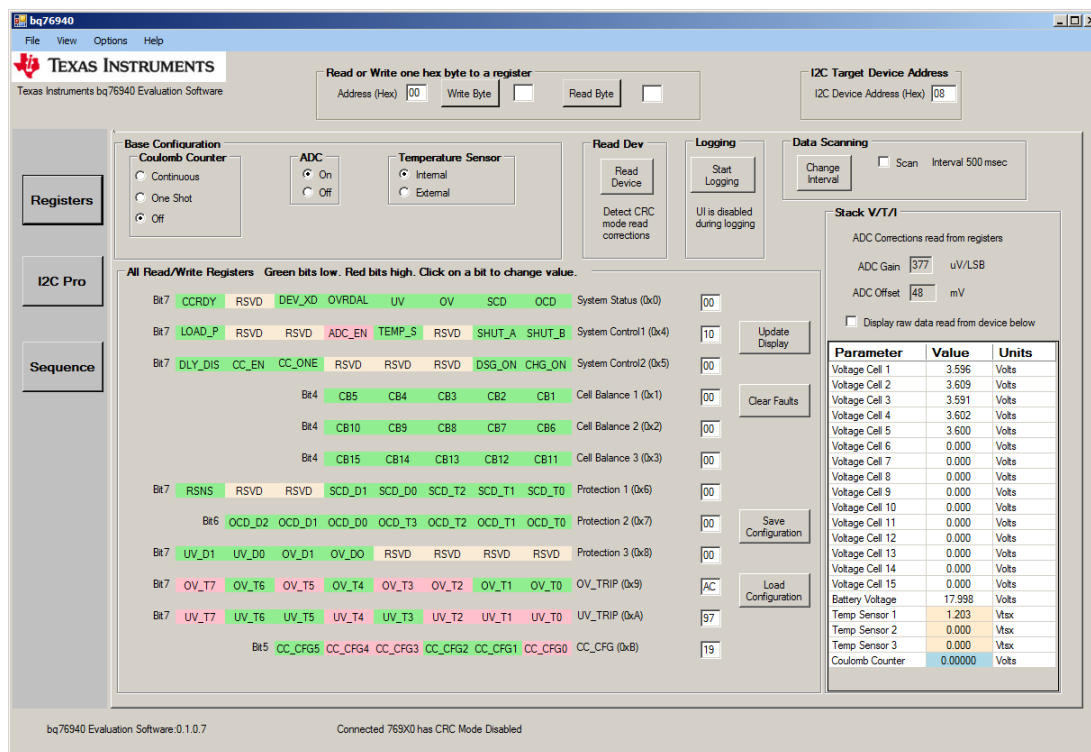 bq76940
File View Options Help
TEXAS INSTRUMENTS
Texas Instruments bq76940 Evaluation Software
Read or Write one hex byte to a register
Address (Hex) 00 Write Byte Read Byte
I2C Target Device Address
I2C Device Address (Hex) 08
Registers
I2C Pro
Sequence
Base Configuration
Coulomb Counter
Continuous
One Shot
Off
ADC
On
Off
Temperature Sensor
Internal
External
Read Dev
Read
Device
Detect CRC
mode read
corrections
Logging
Start
Logging
UI is disabled
during logging
Data Scanning
Change
Interval
Scan Interval 500 msec
All Read/Write Registers Green bits low. Red bits high. Click on a bit to change value.
Bit7 CCRDY RSVD DEV_XD OVRDAL UV OV SCD OCD System Status (0x0) 00
Bit7 LOAD_P RSVD RSVD ADC_EN TEMP_S RSVD SHUT_A SHUT_B System Control1 (0x4) 10
Bit7 DLY_DIS CC_EN CC_ONE RSVD RSVD RSVD DSG_ON CHG_ON System Control2 (0x5) 00
Bit4 CB5 CB4 CB3 CB2 CB1 Cell Balance 1 (0x1) 00
Bit4 CB10 CB9 CB8 CB7 CB6 Cell Balance 2 (0x2) 00
Bit4 CB15 CB14 CB13 CB12 CB11 Cell Balance 3 (0x3) 00
Bit7 RSNS RSVD RSVD SCD_D1 SCD_D0 SCD_T2 SCD_T1 SCD_T0 Protection 1 (0x6) 00
Bit6 OCD_D2 OCD_D1 OCD_D0 OCD_T3 OCD_T2 OCD_T1 OCD_T0 Protection 2 (0x7) 00
Bit7 UV_D1 UV_D0 OV_D1 OV_DO RSVD RSVD RSVD RSVD Protection 3 (0x8) 00
Bit7 OV_T7 OV_T6 OV_T5 OV_T4 OV_T3 OV_T2 OV_T1 OV_T0 OV_TRIP (0x9) AC
Bit7 UV_T7 UV_T6 UV_T5 UV_T4 UV_T3 UV_T2 UV_T1 UV_T0 UV_TRIP (0xA) 97
Bit5 CC_CFG5 CC_CFG4 CC_CFG3 CC_CFG2 CC_CFG1 CC_CFG0 CC_CFG (0xB) 19
Update
Display
Clear Faults
Save
Configuration
Load
Configuration
Stack V/T/I
ADC Corrections read from registers
ADC Gain 377 uV/LSB
ADC Offset 48 mV
Display raw data read from device below
Parameter Value Units
Voltage Cell 1 3.596 Volts
Voltage Cell 2 3.609 Volts
Voltage Cell 3 3.591 Volts
Voltage Cell 4 3.602 Volts
Voltage Cell 5 3.600 Volts
Voltage Cell 6 0.000 Volts
Voltage Cell 7 0.000 Volts
Voltage Cell 8 0.000 Volts
Voltage Cell 9 0.000 Volts
Voltage Cell 10 0.000 Volts
Voltage Cell 11 0.000 Volts
Voltage Cell 12 0.000 Volts
Voltage Cell 13 0.000 Volts
Voltage Cell 14 0.000 Volts
Voltage Cell 15 0.000 Volts
Battery Voltage 17.998 Volts
Temp Sensor 1 1.203 Vtsx
Temp Sensor 2 0.000 Vtsx
Temp Sensor 3 0.000 Vtsx
Coulomb Counter 0.00000 Volts
bq76940 Evaluation Software:0.1.0.7 Connected 769X0 has CRC Mode Disabled